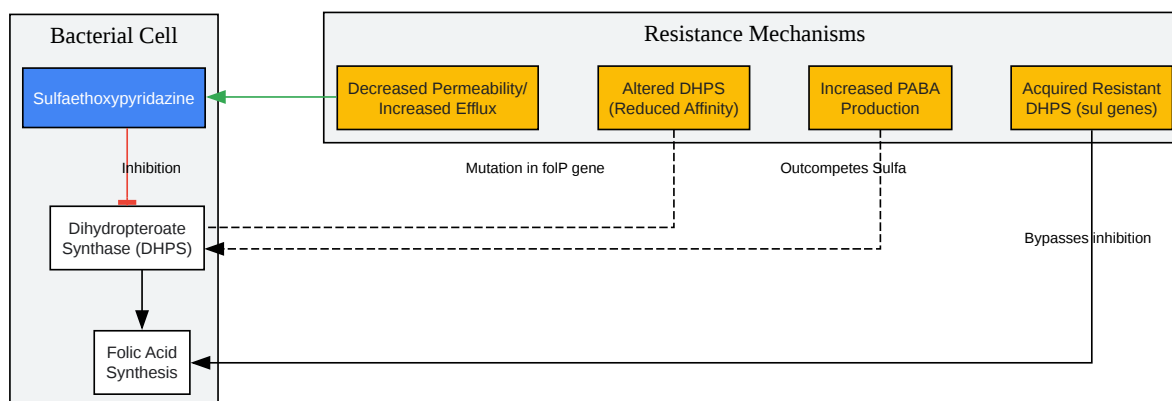 Bacterial Cell
Resistance Mechanisms
Sulfaethoxypyridazine
Decreased Permeability/
Increased Efflux
Altered DHPS
(Reduced Affinity)
Increased PABA
Production
Acquired Resistant
DHPS (sul genes)
Inhibition
Mutation in folP gene
Outcompetes Sulfa
Dihydropteroate
Synthase (DHPS)
Bypasses inhibition
Folic Acid
Synthesis